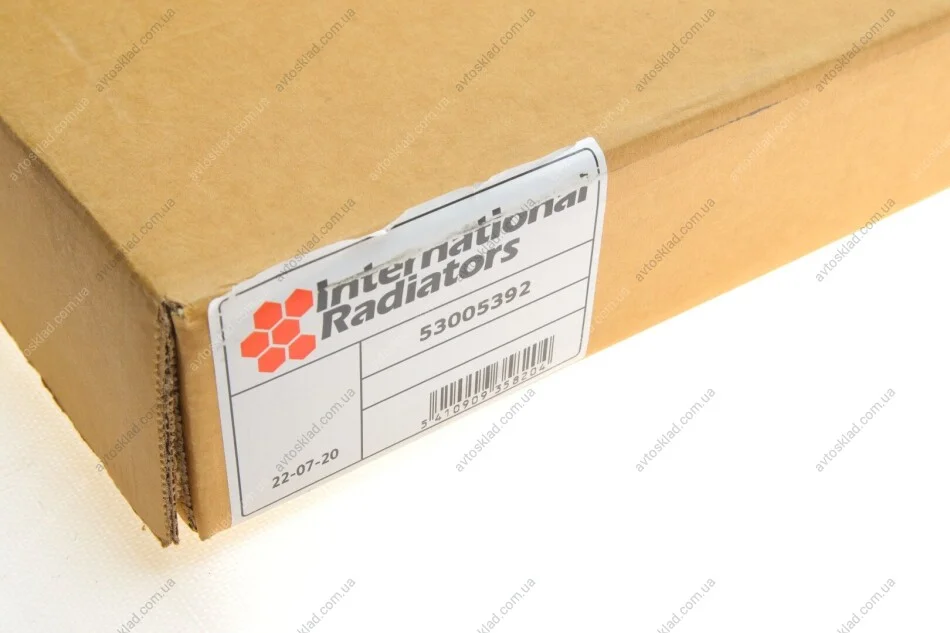 International
Radiators
53005392
5 410909 358204
22-07-20
avtosklad.com.ua